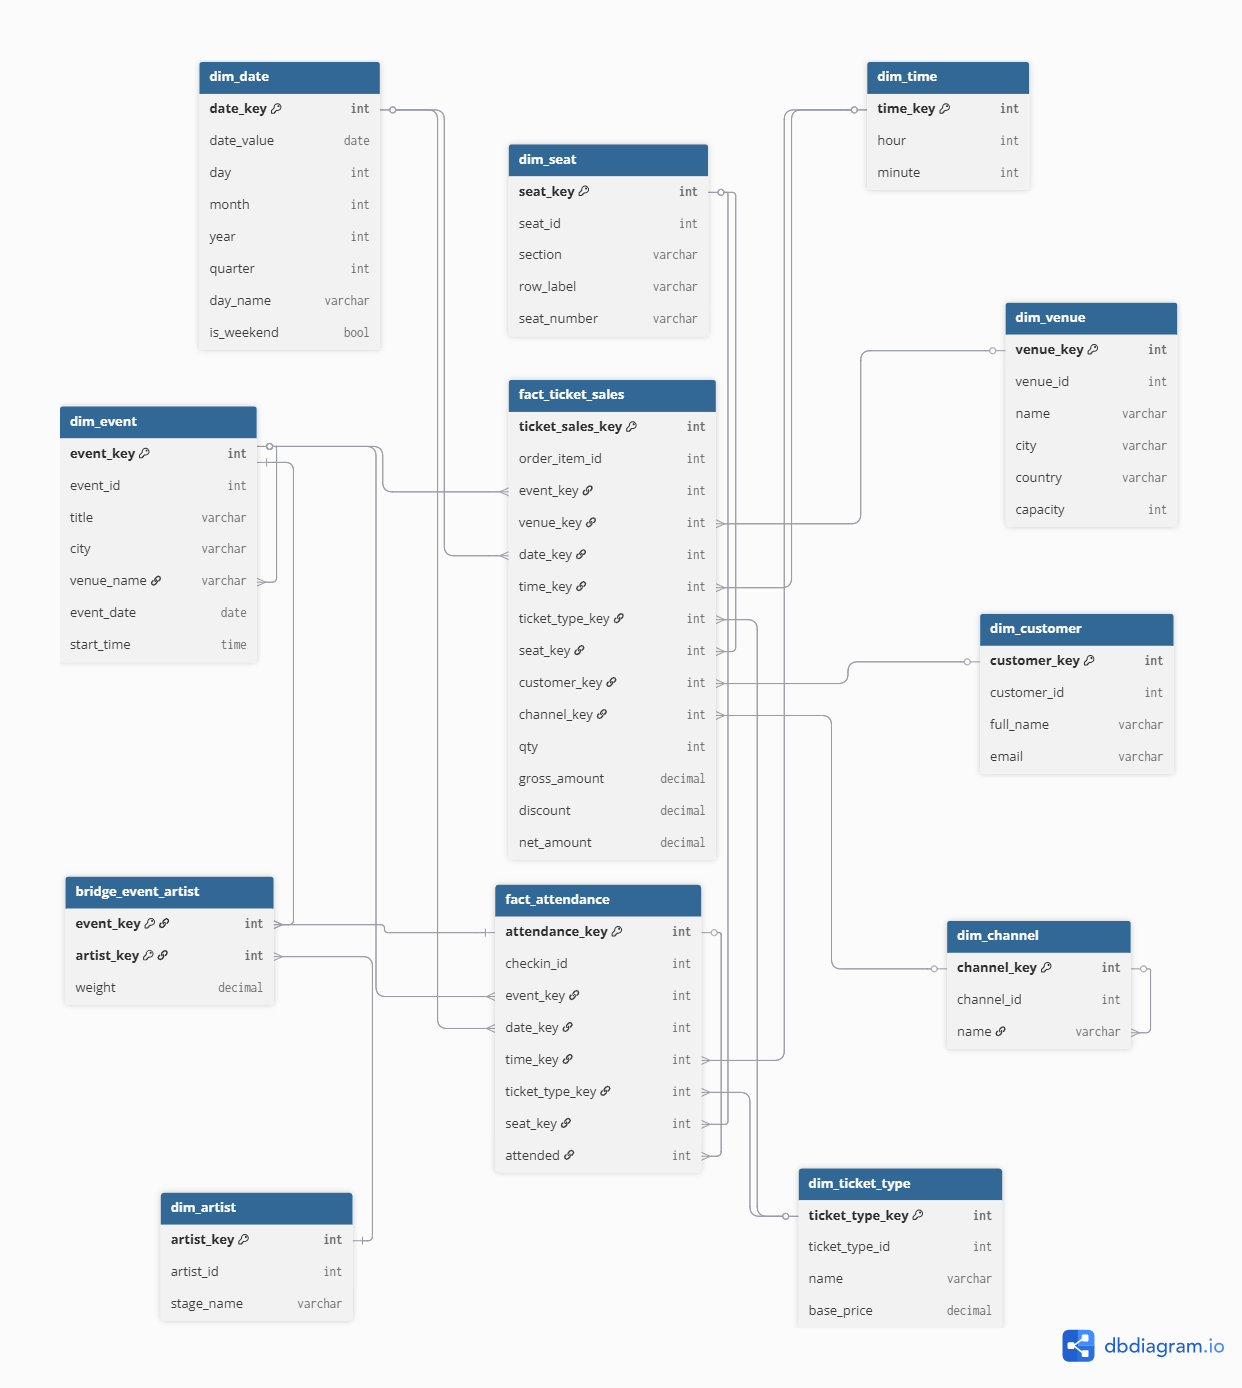 dim_date
date_key int
date_value date
day int
month int
year int
quarter int
day_name varchar
is_weekend bool
dim_time
time_key int
hour int
minute int
dim_seat
seat_key int
seat_id int
section varchar
row_label varchar
seat_number varchar
dim_venue
venue_key int
venue_id int
name varchar
city varchar
country varchar
capacity int
dim_event
event_key int
event_id int
title varchar
city varchar
venue_name varchar
event_date date
start_time time
fact_ticket_sales
ticket_sales_key int
order_item_id int
event_key int
venue_key int
date_key int
time_key int
ticket_type_key int
seat_key int
customer_key int
channel_key int
qty int
gross_amount decimal
discount decimal
net_amount decimal
dim_customer
customer_key int
customer_id int
full_name varchar
email varchar
bridge_event_artist
event_key int
artist_key int
weight decimal
fact_attendance
attendance_key int
checkin_id int
event_key int
date_key int
time_key int
ticket_type_key int
seat_key int
attended int
dim_channel
channel_key int
channel_id int
name varchar
dim_artist
artist_key int
artist_id int
stage_name varchar
dim_ticket_type
ticket_type_key int
ticket_type_id int
name varchar
base_price decimal
dbdiagram.io